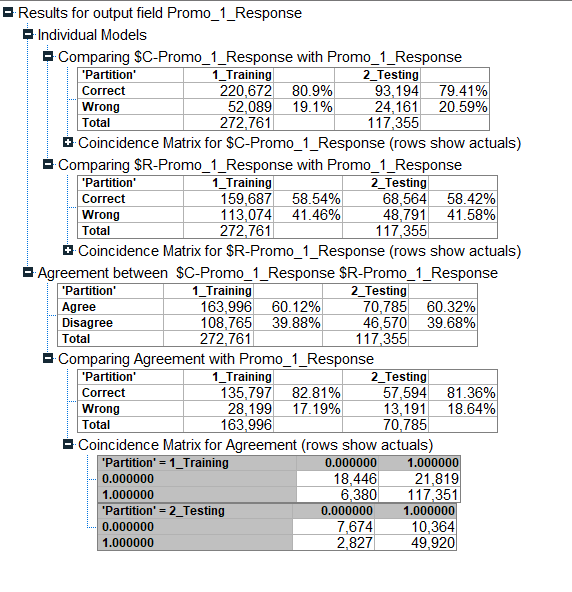 Results for output field Promo_1_Response
Individual Models
Comparing $C-Promo_1_Response with Promo_1_Response
'Partition' 1_Training 2_Testing
Correct 220,672 80.9% 93,194 79.41%
Wrong 52,089 19.1% 24,161 20.59%
Total 272,761 117,355
Coincidence Matrix for $C-Promo_1_Response (rows show actuals)
Comparing $R-Promo_1_Response with Promo_1_Response
'Partition' 1_Training 2_Testing
Correct 159,687 58.54% 68,564 58.42%
Wrong 113,074 41.46% 48,791 41.58%
Total 272,761 117,355
Coincidence Matrix for $R-Promo_1_Response (rows show actuals)
Agreement between $C-Promo_1_Response $R-Promo_1_Response
'Partition' 1_Training 2_Testing
Agree 163,996 60.12% 70,785 60.32%
Disagree 108,765 39.88% 46,570 39.68%
Total 272,761 117,355
Comparing Agreement with Promo_1_Response
'Partition' 1_Training 2_Testing
Correct 135,797 82.81% 57,594 81.36%
Wrong 28,199 17.19% 13,191 18.64%
Total 163,996 70,785
Coincidence Matrix for Agreement (rows show actuals)
'Partition' = 1_Training 0.000000 1.000000
0.000000 18,446 21,819
1.000000 6,380 117,351
'Partition' = 2_Testing 0.000000 1.000000
0.000000 7,674 10,364
1.000000 2,827 49,920